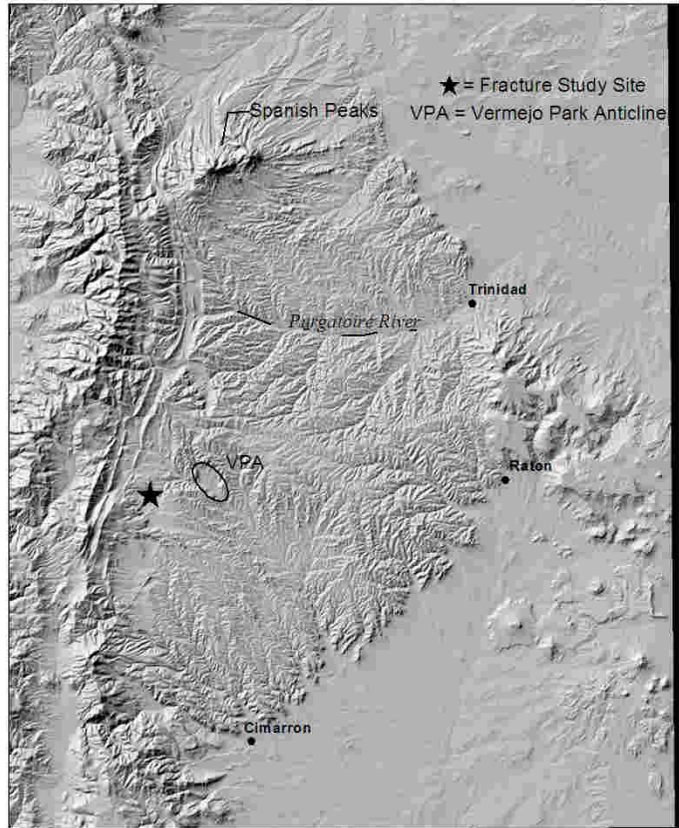 = Fracture Study Site
Spanish Peaks
VPA = Vermejo Park Anticline
Trinidad
Purgatoire River
VPA
Raton
Cimarron